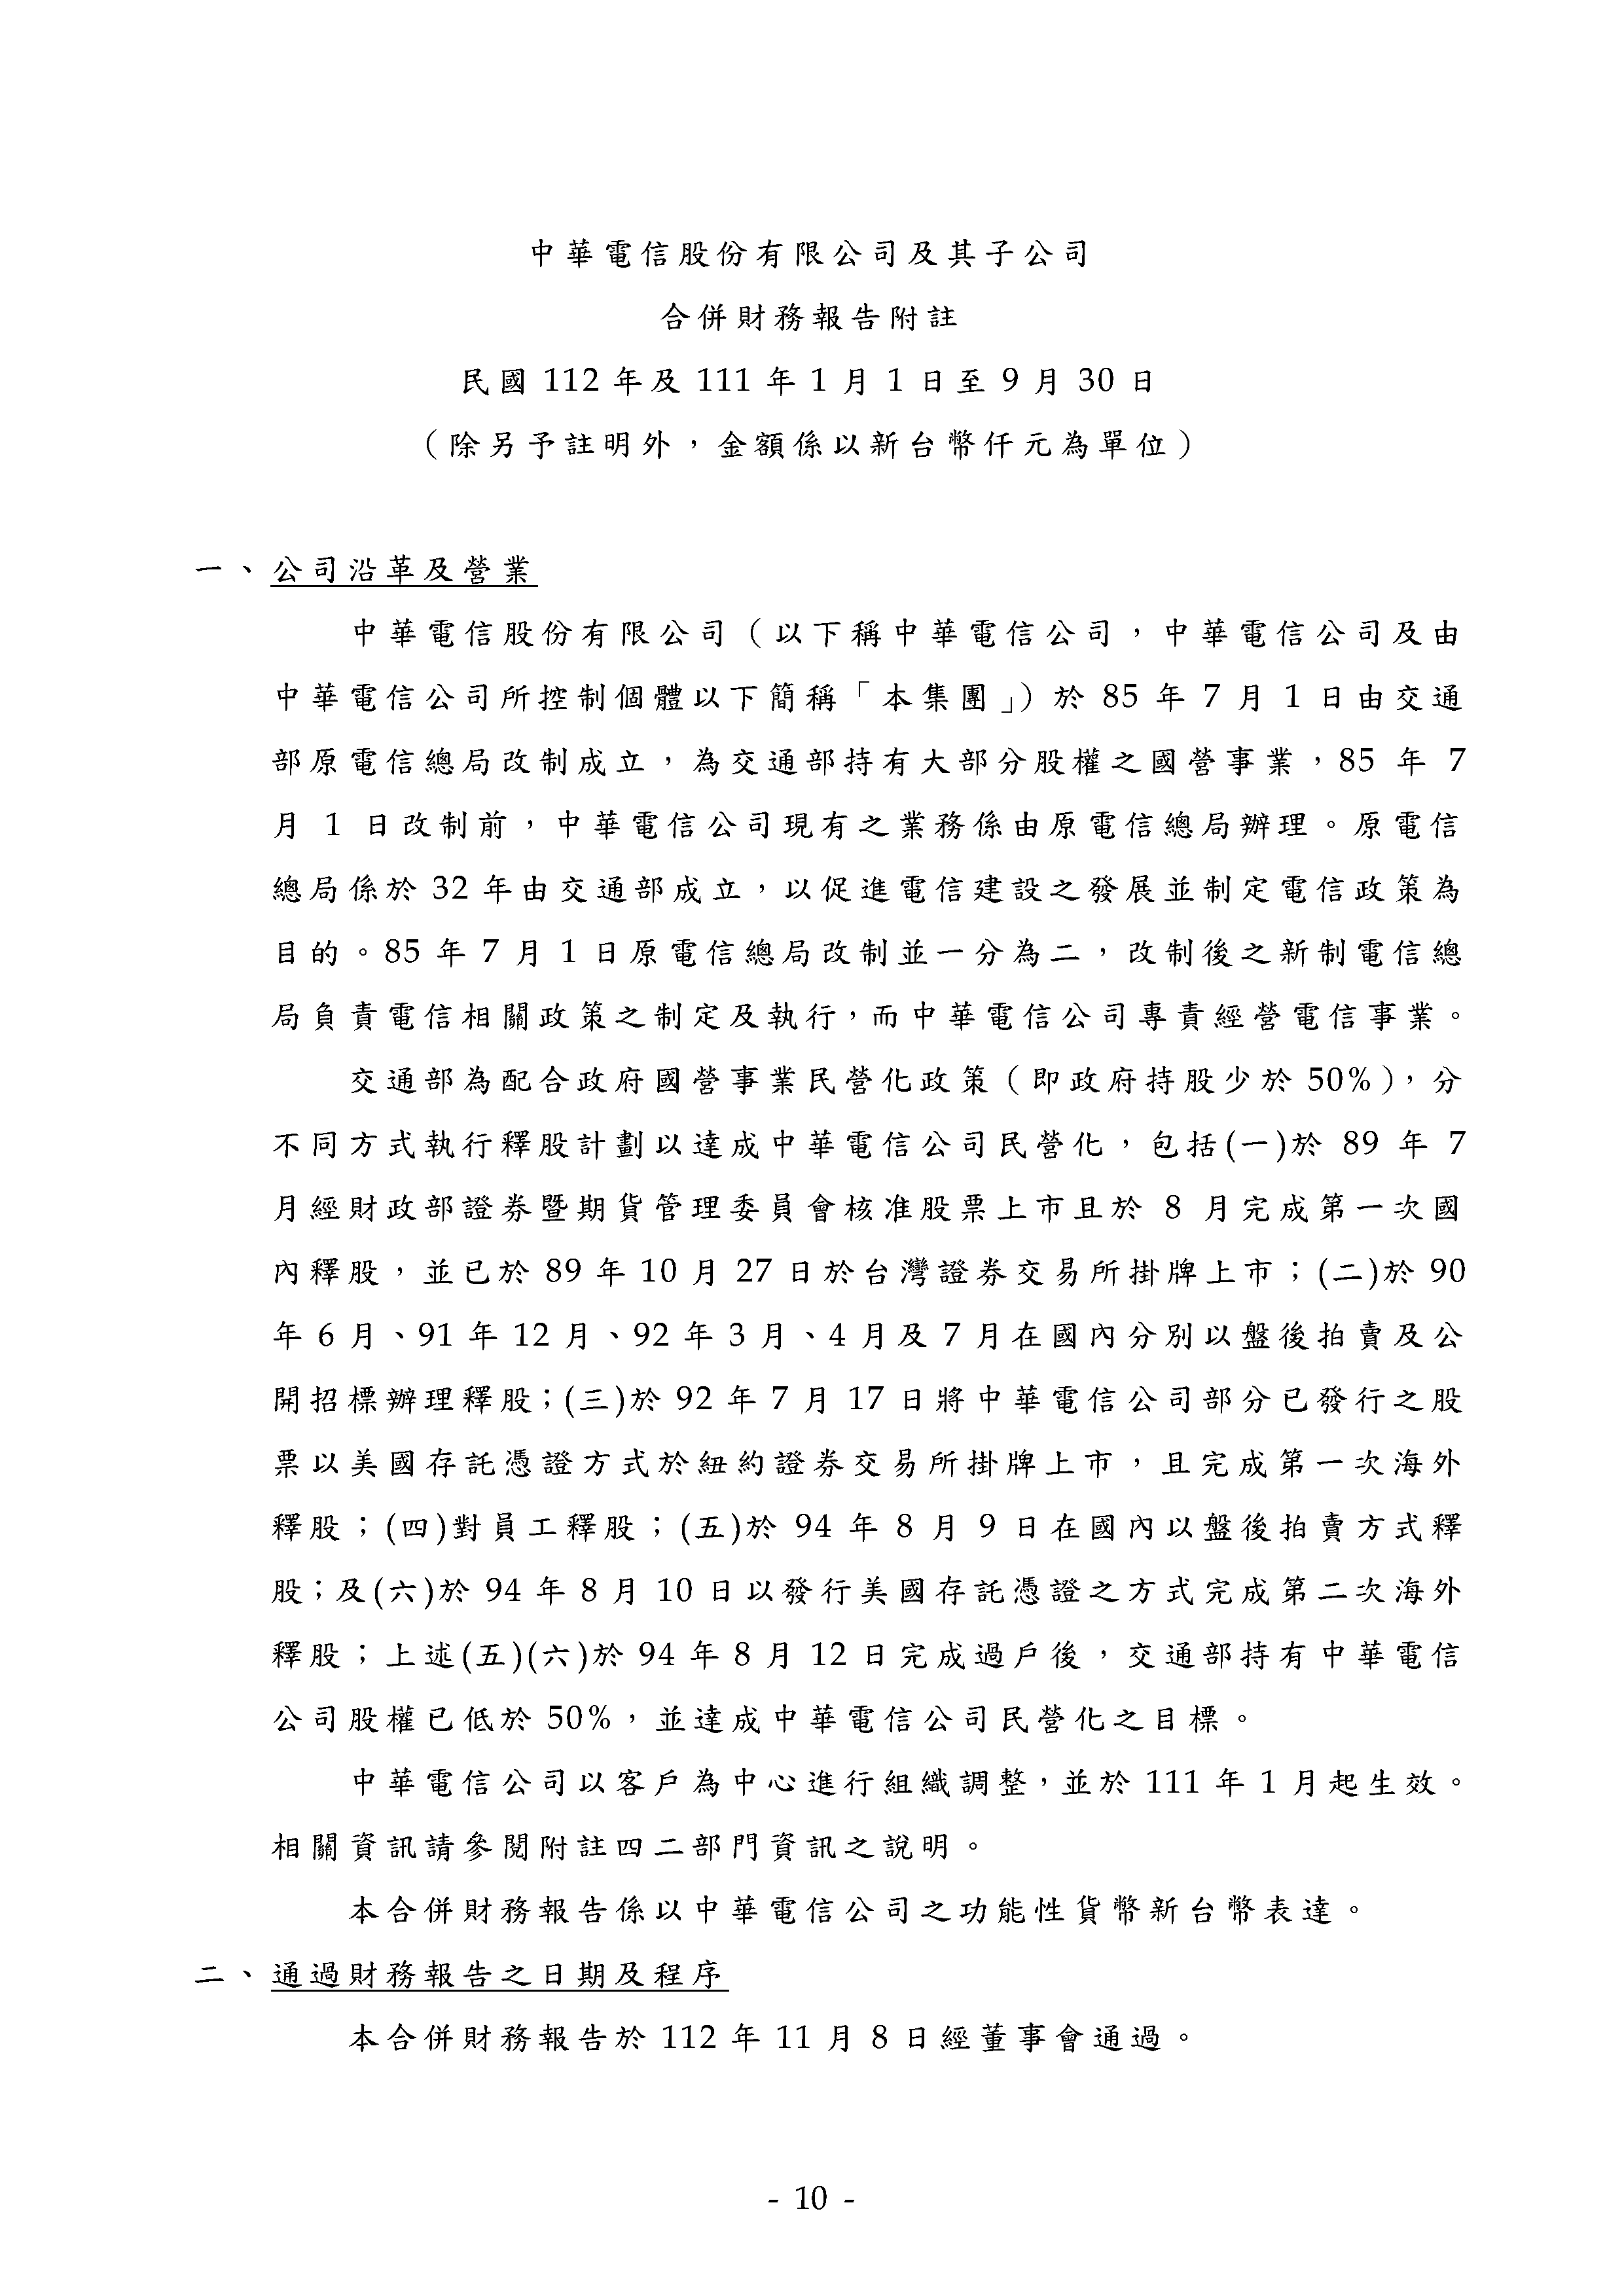 中華電信股份有限公司及其子公司
合併財務報告附註
民國 112 年及 111 年 1 月 1 日至 9 月 30 日
（除另予註明外，金額係以新台幣仟元為單位）
一、公司沿革及營業
中華電信股份有限公司（以下稱中華電信公司，中華電信公司及由
中華電信公司所控制個體以下簡稱「本集團」）於 85 年 7 月 1 日由交通
部原電信總局改制成立，為交通部持有大部分股權之國營事業，85 年 7
月 1 日改制前，中華電信公司現有之業務係由原電信總局辦理。原電信
總局係於 32 年由交通部成立，以促進電信建設之發展並制定電信政策為
目的。85 年 7 月 1 日原電信總局改制並一分為二，改制後之新制電信總
局負責電信相關政策之制定及執行，而中華電信公司專責經營電信事業。
交通部為配合政府國營事業民營化政策（即政府持股少於 50%），分
不同方式執行釋股計劃以達成中華電信公司民營化，包括(一)於 89 年 7
月經財政部證券暨期貨管理委員會核准股票上市且於 8 月完成第一次國
內釋股，並已於 89 年 10 月 27 日於台灣證券交易所掛牌上市；(二)於 90
年 6 月、91 年 12 月、92 年 3 月、4 月及 7 月在國內分別以盤後拍賣及公
開招標辦理釋股；(三)於 92 年 7 月 17 日將中華電信公司部分已發行之股
票以美國存託憑證方式於紐約證券交易所掛牌上市，且完成第一次海外
釋股；(四)對員工釋股；(五)於 94 年 8 月 9 日在國內以盤後拍賣方式釋
股；及(六)於 94 年 8 月 10 日以發行美國存託憑證之方式完成第二次海外
釋股；上述(五)(六)於 94 年 8 月 12 日完成過戶後，交通部持有中華電信
公司股權已低於 50%，並達成中華電信公司民營化之目標。
中華電信公司以客戶為中心進行組織調整，並於 111 年 1 月起生效。
相關資訊請參閱附註四二部門資訊之說明。
本合併財務報告係以中華電信公司之功能性貨幣新台幣表達。
二、通過財務報告之日期及程序
本合併財務報告於 112 年 11 月 8 日經董事會通過。
- 10 -